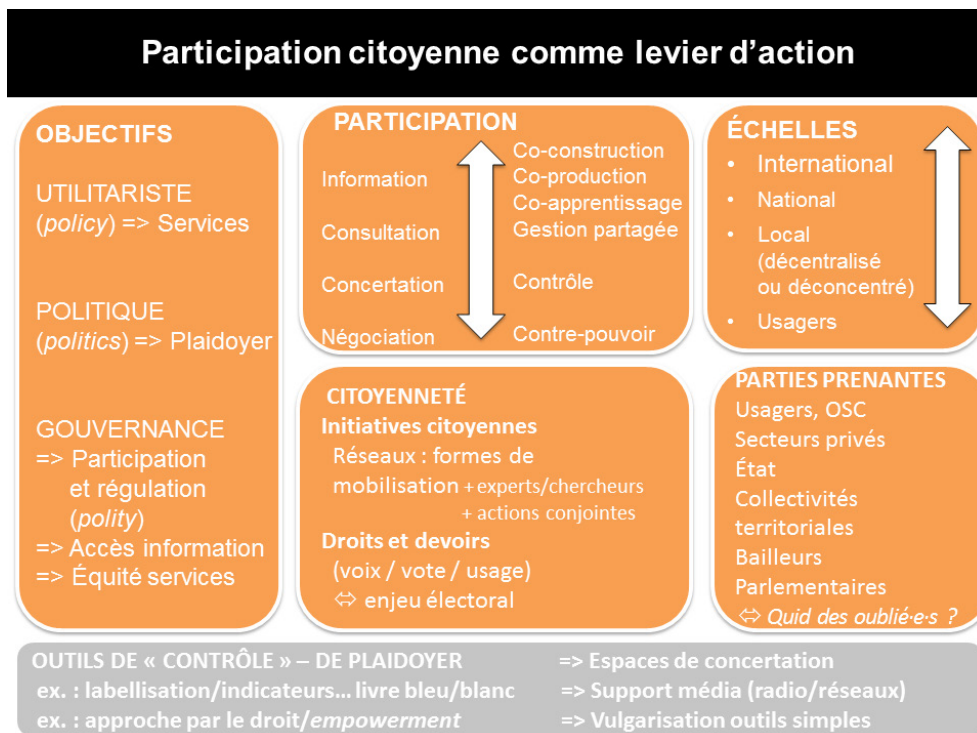 Participation citoyenne comme levier d'action
OBJECTIFS
UTILITARISTE
(policy) => Services
POLITIQUE
(politics) => Plaidoyer
GOUVERNANCE
=> Participation
et régulation
(polity)
=> Accès information
=> Équité services
PARTICIPATION
Information
Consultation
Concertation
Négociation
Co-construction
Co-production
Co-apprentissage
Gestion partagée
Contrôle
Contre-pouvoir
ÉCHELLES
• International
• National
• Local
(décentralisé
ou déconcentré)
• Usagers
CITOYENNETÉ
Initiatives citoyennes
Réseaux : formes de
mobilisation + experts/chercheurs
+ actions conjointes
Droits et devoirs
(voix / vote / usage)
⇔ enjeu électoral
PARTIES PRENANTES
Usagers, OSC
Secteurs privés
État
Collectivités
territoriales
Bailleurs
Parlementaires
⇔ Quid des oublié·e·s ?
OUTILS DE « CONTRÔLE » – DE PLAIDOYER
ex. : labellisation/indicateurs... livre bleu/blanc
ex. : approche par le droit/empowerment
=> Espaces de concertation
=> Support média (radio/réseaux)
=> Vulgarisation outils simples